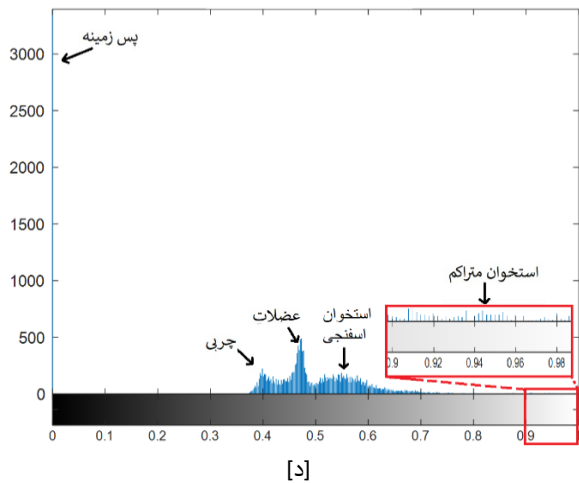 3000
2500
2000
1500
1000
500
0
پس زمینه
چربی
عضلات
استخوان
اسفنجی
استخوان متراکم
0.9 0.92 0.94 0.96 0.98
0 0.1 0.2 0.3 0.4 0.5 0.6 0.7 0.8 0.9
[د]